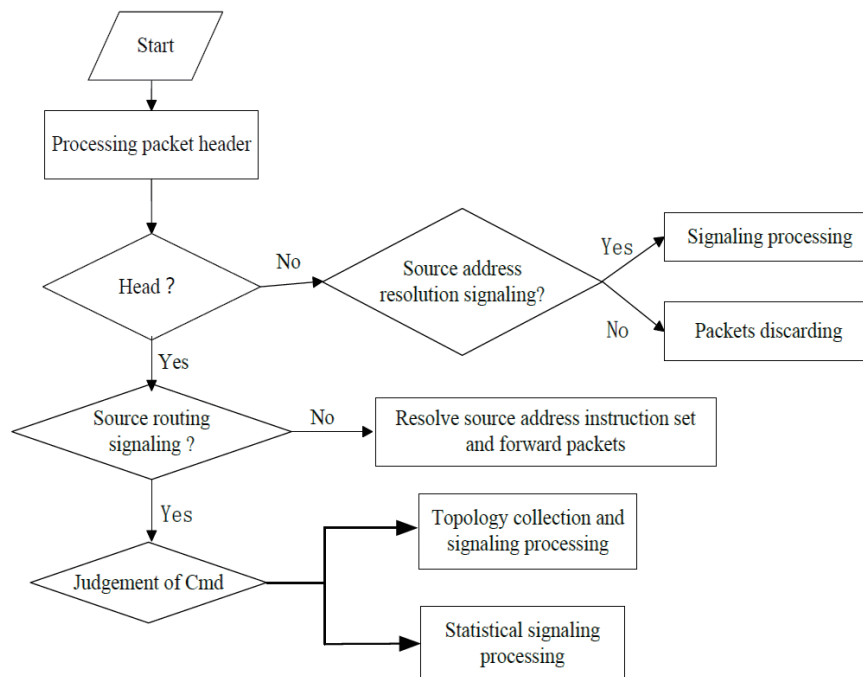 Start
Processing packet header
Head ?
No
Source address
resolution signaling?
Yes
Signaling processing
No
Packets discarding
Yes
Source routing
signaling ?
No
Resolve source address instruction set
and forward packets
Yes
Judgement of Cmd
Topology collection and
signaling processing
Statistical signaling
processing